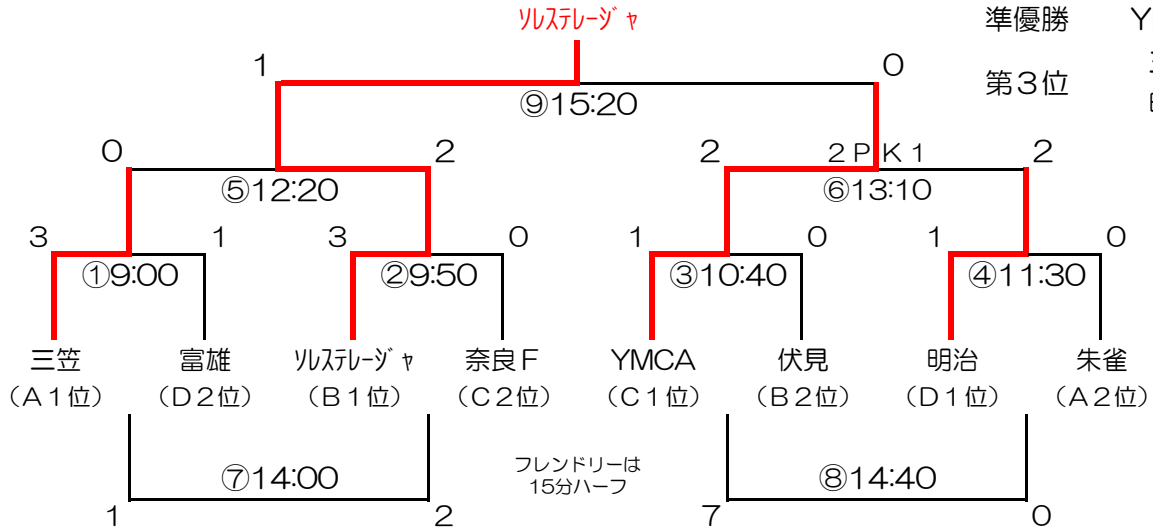 ソレステレージャ
準優勝 Y
1 0
第3位
⑨15:20
0 2 2 2PK1 2
⑤12:20 ⑥13:10
3 1 3 0 1 0 1 0
①9:00 ②9:50 ③10:40 ④11:30
三笠 富雄 ソレステレージャ 奈良F YMCA 伏見 明治 朱雀
(A1位) (D2位) (B1位) (C2位) (C1位) (B2位) (D1位) (A2位)
フレンドリーは
15分ハーフ
⑦14:00 ⑧14:40
1 2 7 0